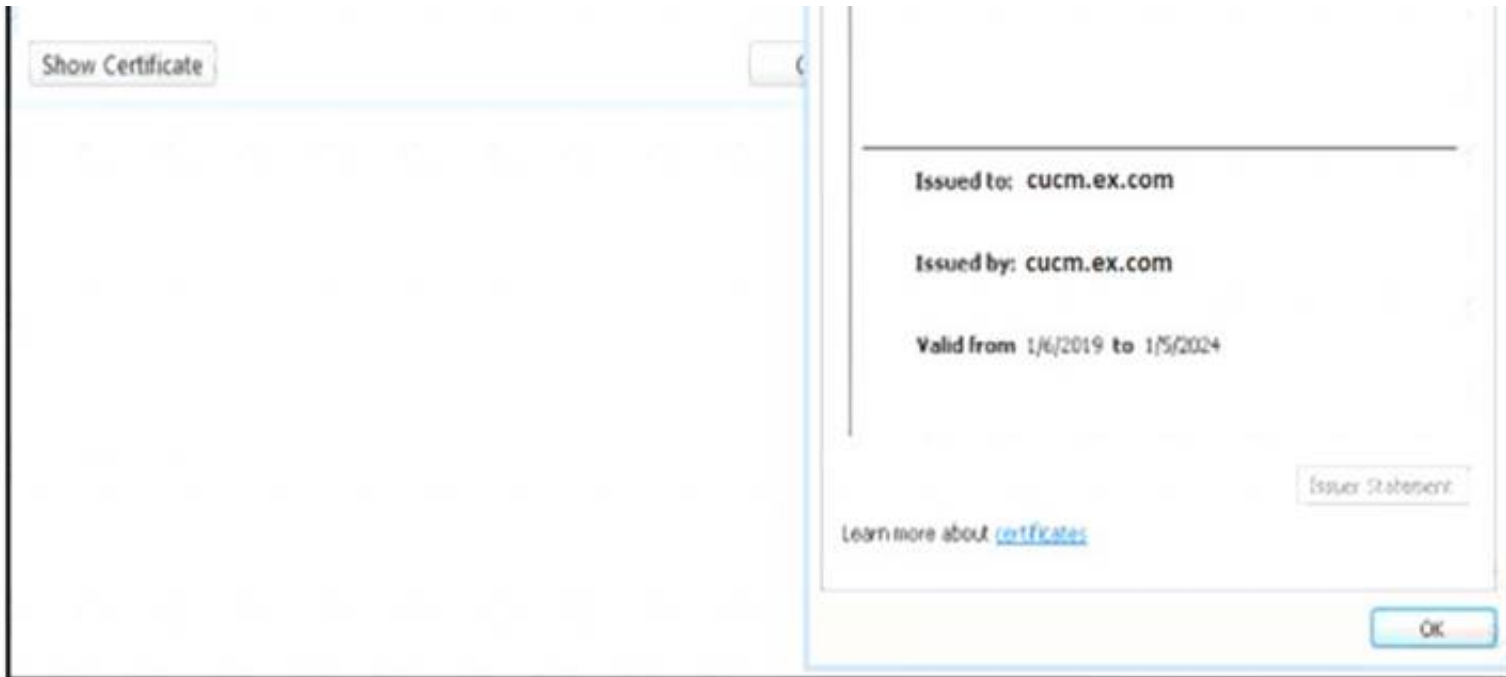 Show Certificate
Issued to: cucm.ex.com
Issued by: cucm.ex.com
Valid from 1/6/2019 to 1/5/2024
Issuer Statement
Learn more about certificates
OK